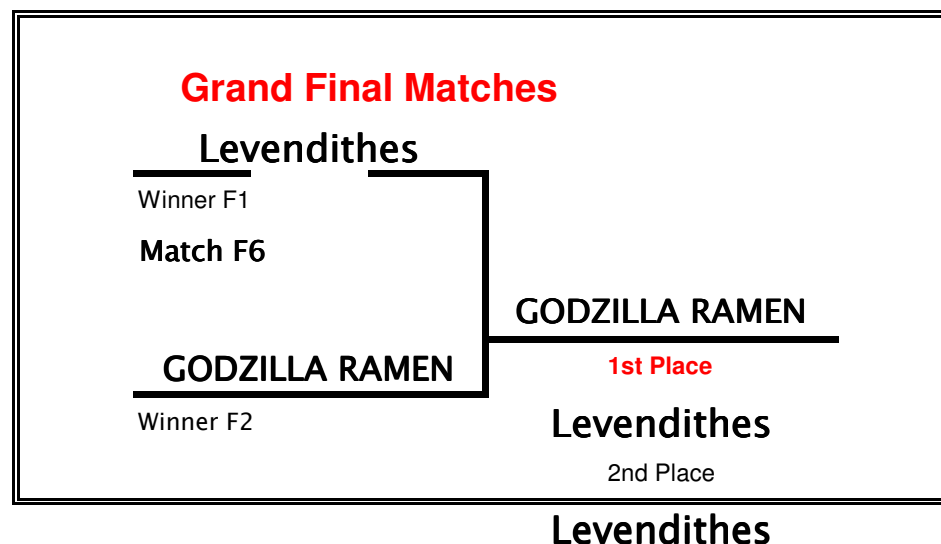 Grand Final Matches
Levendithes
Winner F1
Match F6
GODZILLA RAMEN
GODZILLA RAMEN
1st Place
Winner F2
Levendithes
2nd Place
Levendithes